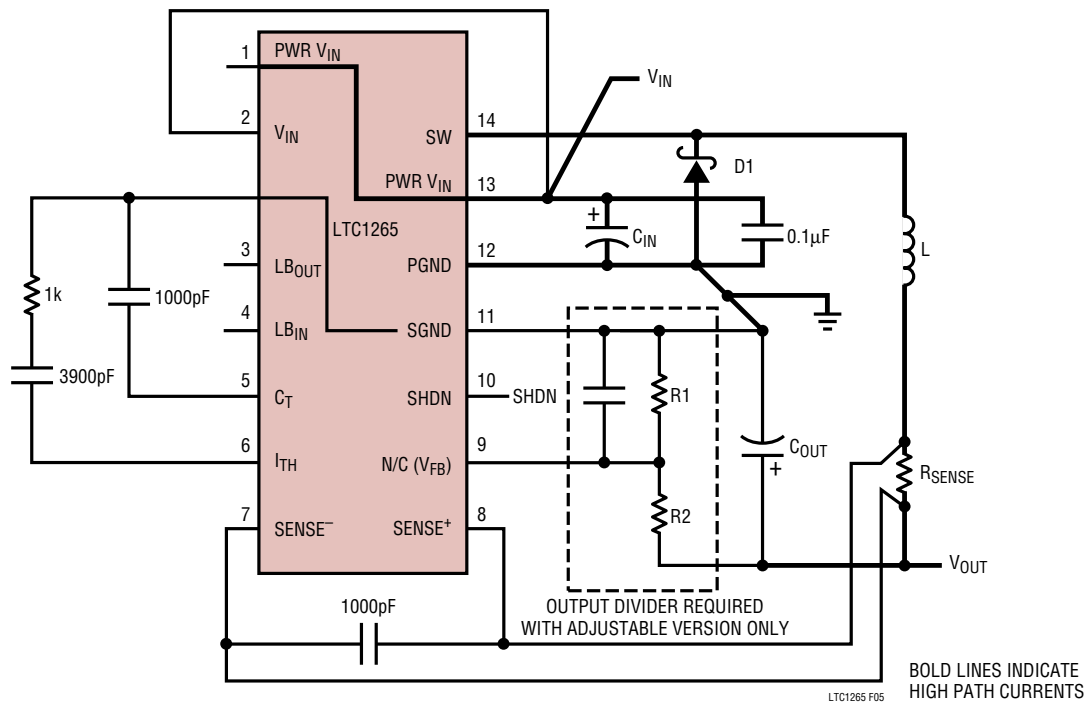 1
PWR VIN
2
VIN
VIN
14
SW
D1
PWR VIN
13
+
CIN
0.1µF
LTC1265
12
PGND
L
3
LBOUT
1k
1000pF
4
LBIN
11
SGND
3900pF
5
CT
10
SHDN
SHDN
R1
6
ITH
9
N/C (VFB)
COUT
+
RSENSE
7
SENSE–
8
SENSE+
R2
VOUT
1000pF
OUTPUT DIVIDER REQUIRED
WITH ADJUSTABLE VERSION ONLY
BOLD LINES INDICATE
HIGH PATH CURRENTS
LTC1265 F05